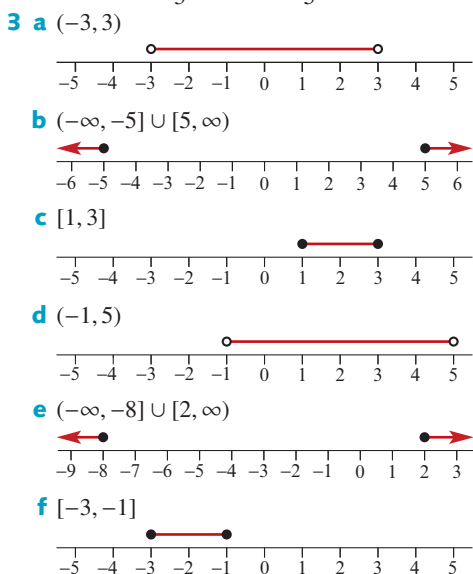 3 a (−3, 3)
−5 −4 −3 −2 −1 0 1 2 3 4 5
b (−∞, −5] ∪ [5, ∞)
−6 −5 −4 −3 −2 −1 0 1 2 3 4 5 6
c [1, 3]
−5 −4 −3 −2 −1 0 1 2 3 4 5
d (−1, 5)
−5 −4 −3 −2 −1 0 1 2 3 4 5
e (−∞, −8] ∪ [2, ∞)
−9 −8 −7 −6 −5 −4 −3 −2 −1 0 1 2 3
f [−3, −1]
−5 −4 −3 −2 −1 0 1 2 3 4 5